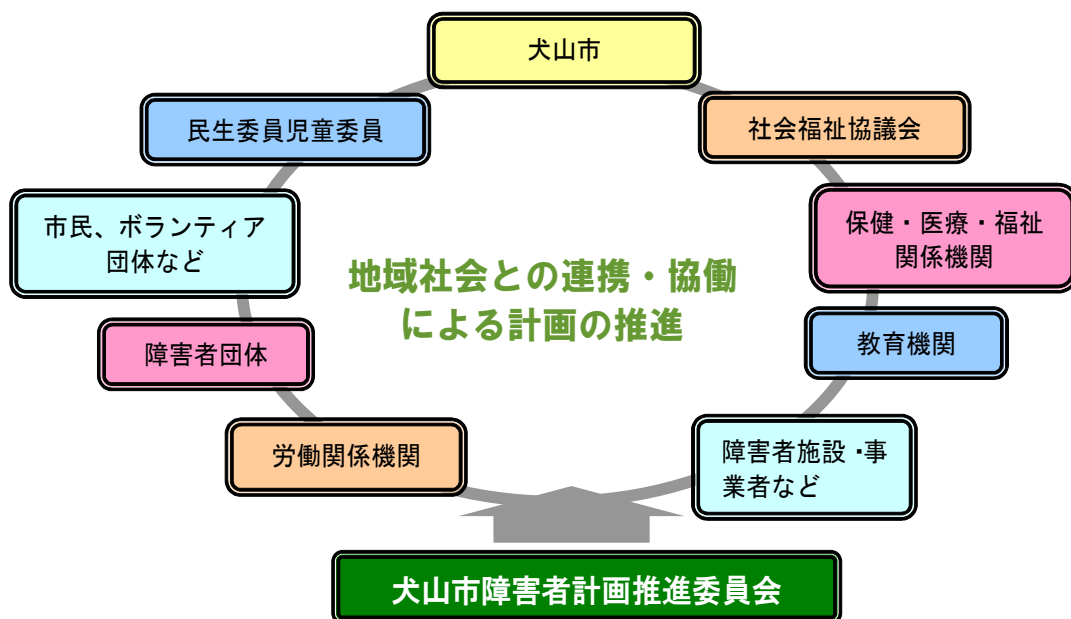 犬山市
民生委員児童委員
社会福祉協議会
市民、ボランティア
団体など
保健・医療・福祉
関係機関
地域社会との連携・協働
による計画の推進
障害者団体
教育機関
労働関係機関
障害者施設・事
業者など
犬山市障害者計画推進委員会